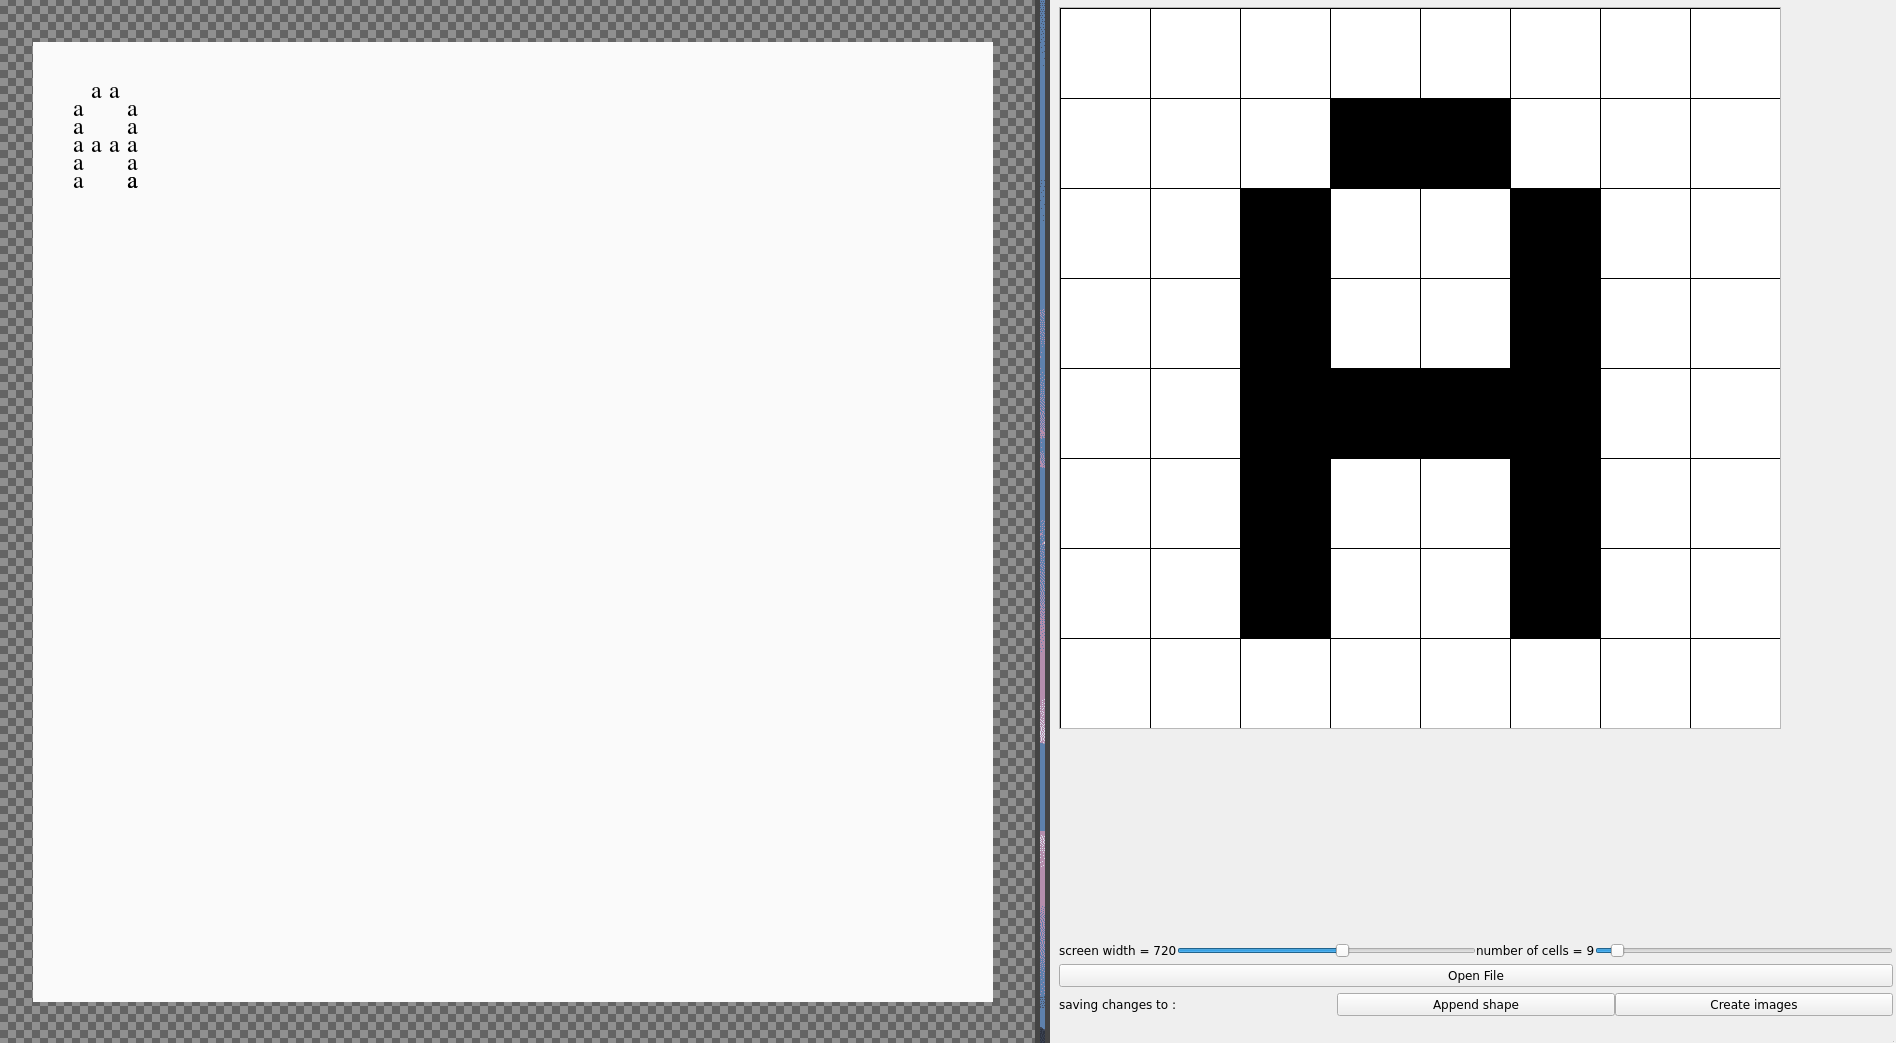 a a
a a
a a
a a a a
a a
a a
screen width = 720 number of cells = 9
Open File
saving changes to : Append shape Create images